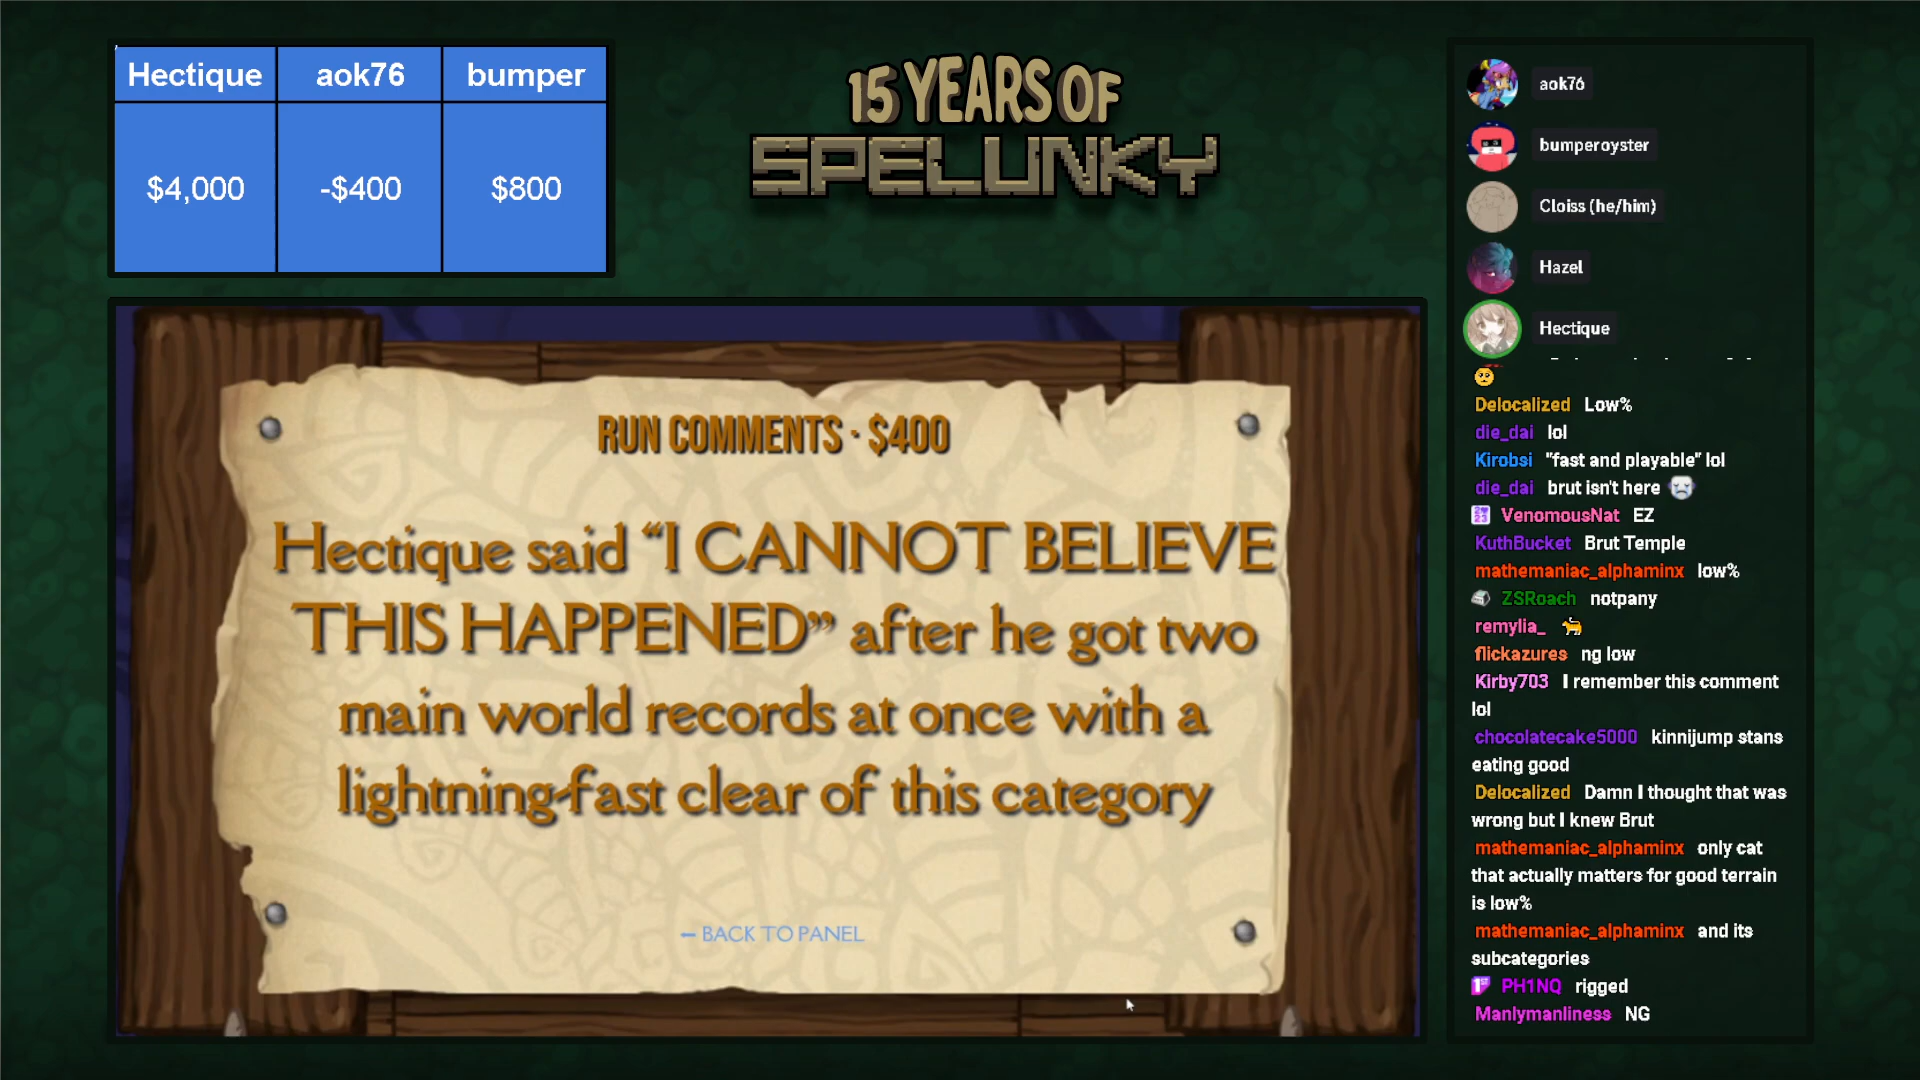 Hectique aok76 bumper
$4,000 -$400 $800
15 YEARS OF
SPELUNKY
RUN COMMENTS · $400
Hectique said “I CANNOT BELIEVE
THIS HAPPENED” after he got two
main world records at once with a
lightning-fast clear of this category
← BACK TO PANEL
aok76
bumperoyster
Cloiss (he/him)
Hazel
Hectique
Delocalized Low%
die_dai lol
Kirobsi "fast and playable" lol
die_dai brut isn't here
VenomousNat EZ
KuthBucket Brut Temple
mathemaniac_alphaminx low%
ZSRoach notpany
remylia_
flickazures ng low
Kirby703 I remember this comment
lol
chocolatecake5000 kinnijump stans
eating good
Delocalized Damn I thought that was
wrong but I knew Brut
mathemaniac_alphaminx only cat
that actually matters for good terrain
is low%
mathemaniac_alphaminx and its
subcategories
PH1NQ rigged
Manlymanliness NG